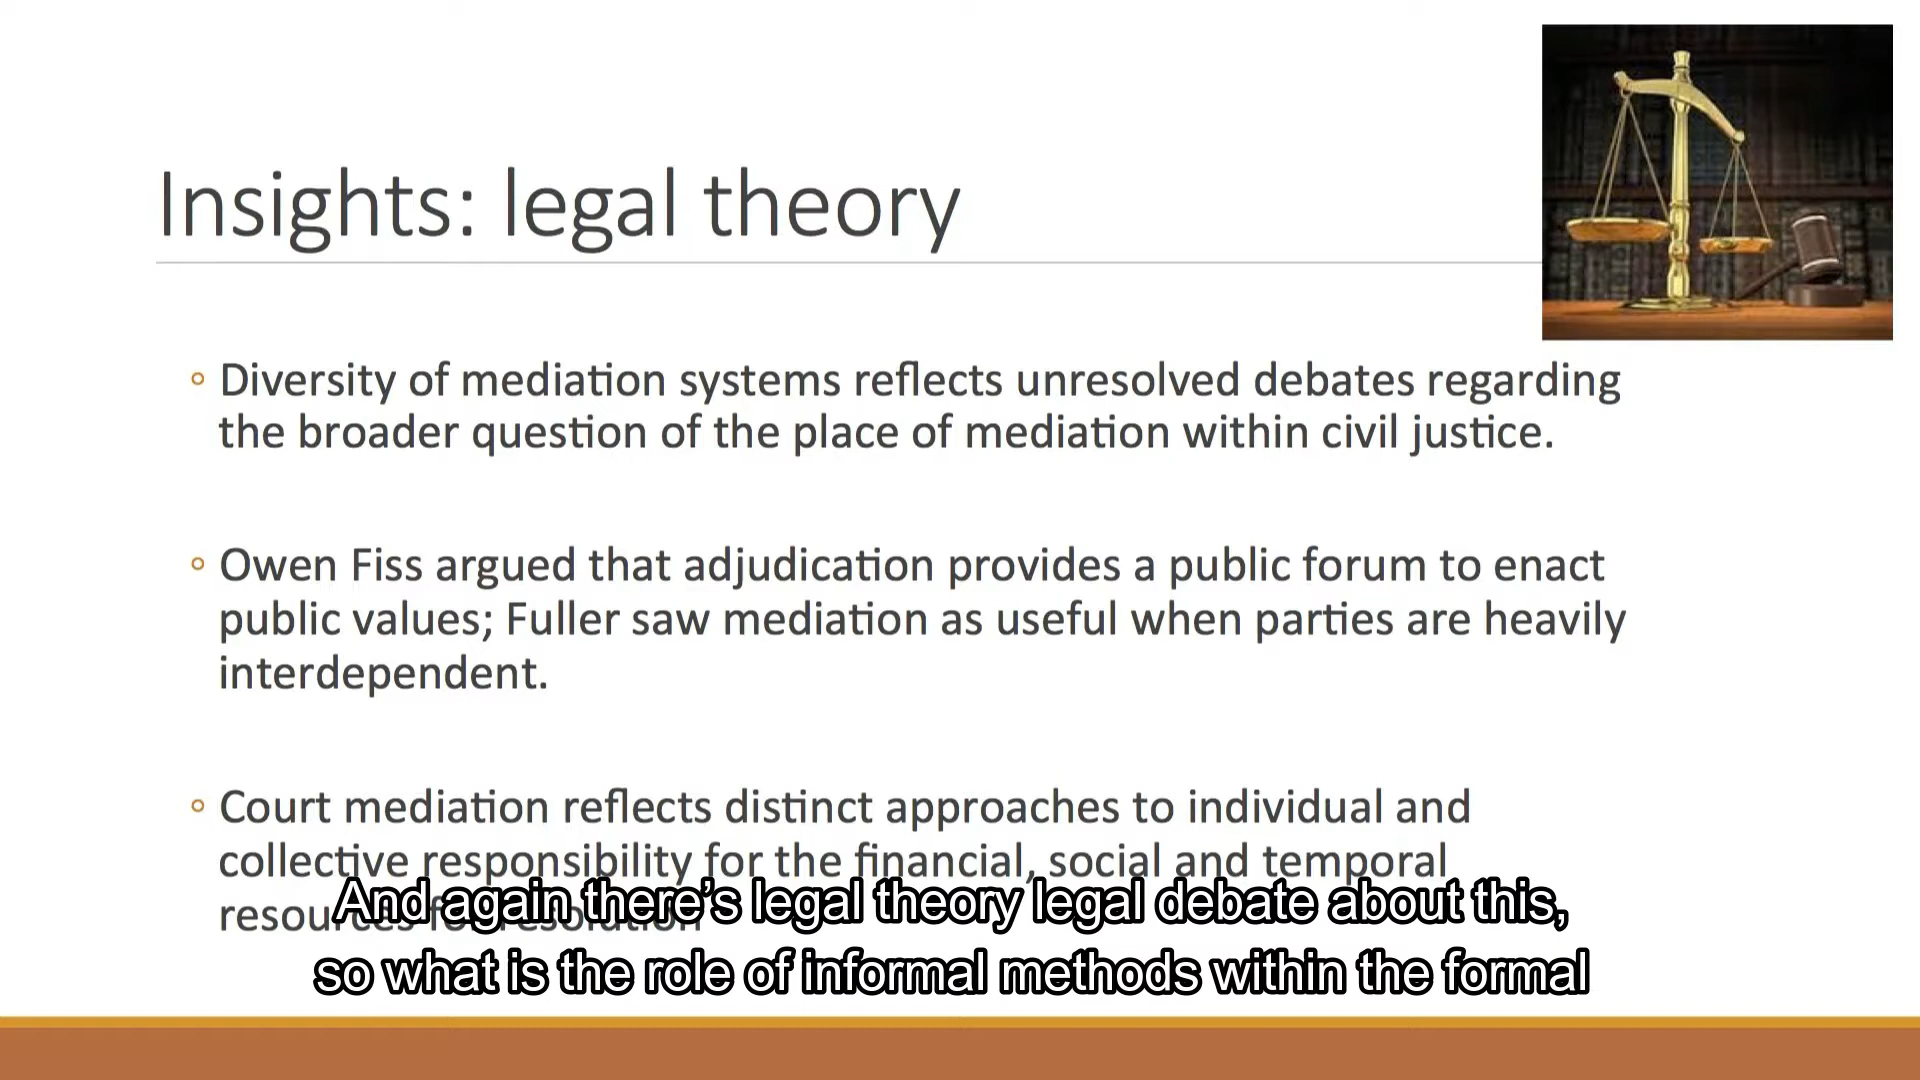 Insights: legal theory
◦ Diversity of mediation systems reflects unresolved debates regarding
the broader question of the place of mediation within civil justice.
◦ Owen Fiss argued that adjudication provides a public forum to enact
public values; Fuller saw mediation as useful when parties are heavily
interdependent.
◦ Court mediation reflects distinct approaches to individual and
collective responsibility for the financial, social and temporal
resources for resolution
And again there’s legal theory legal debate about this,
so what is the role of informal methods within the formal